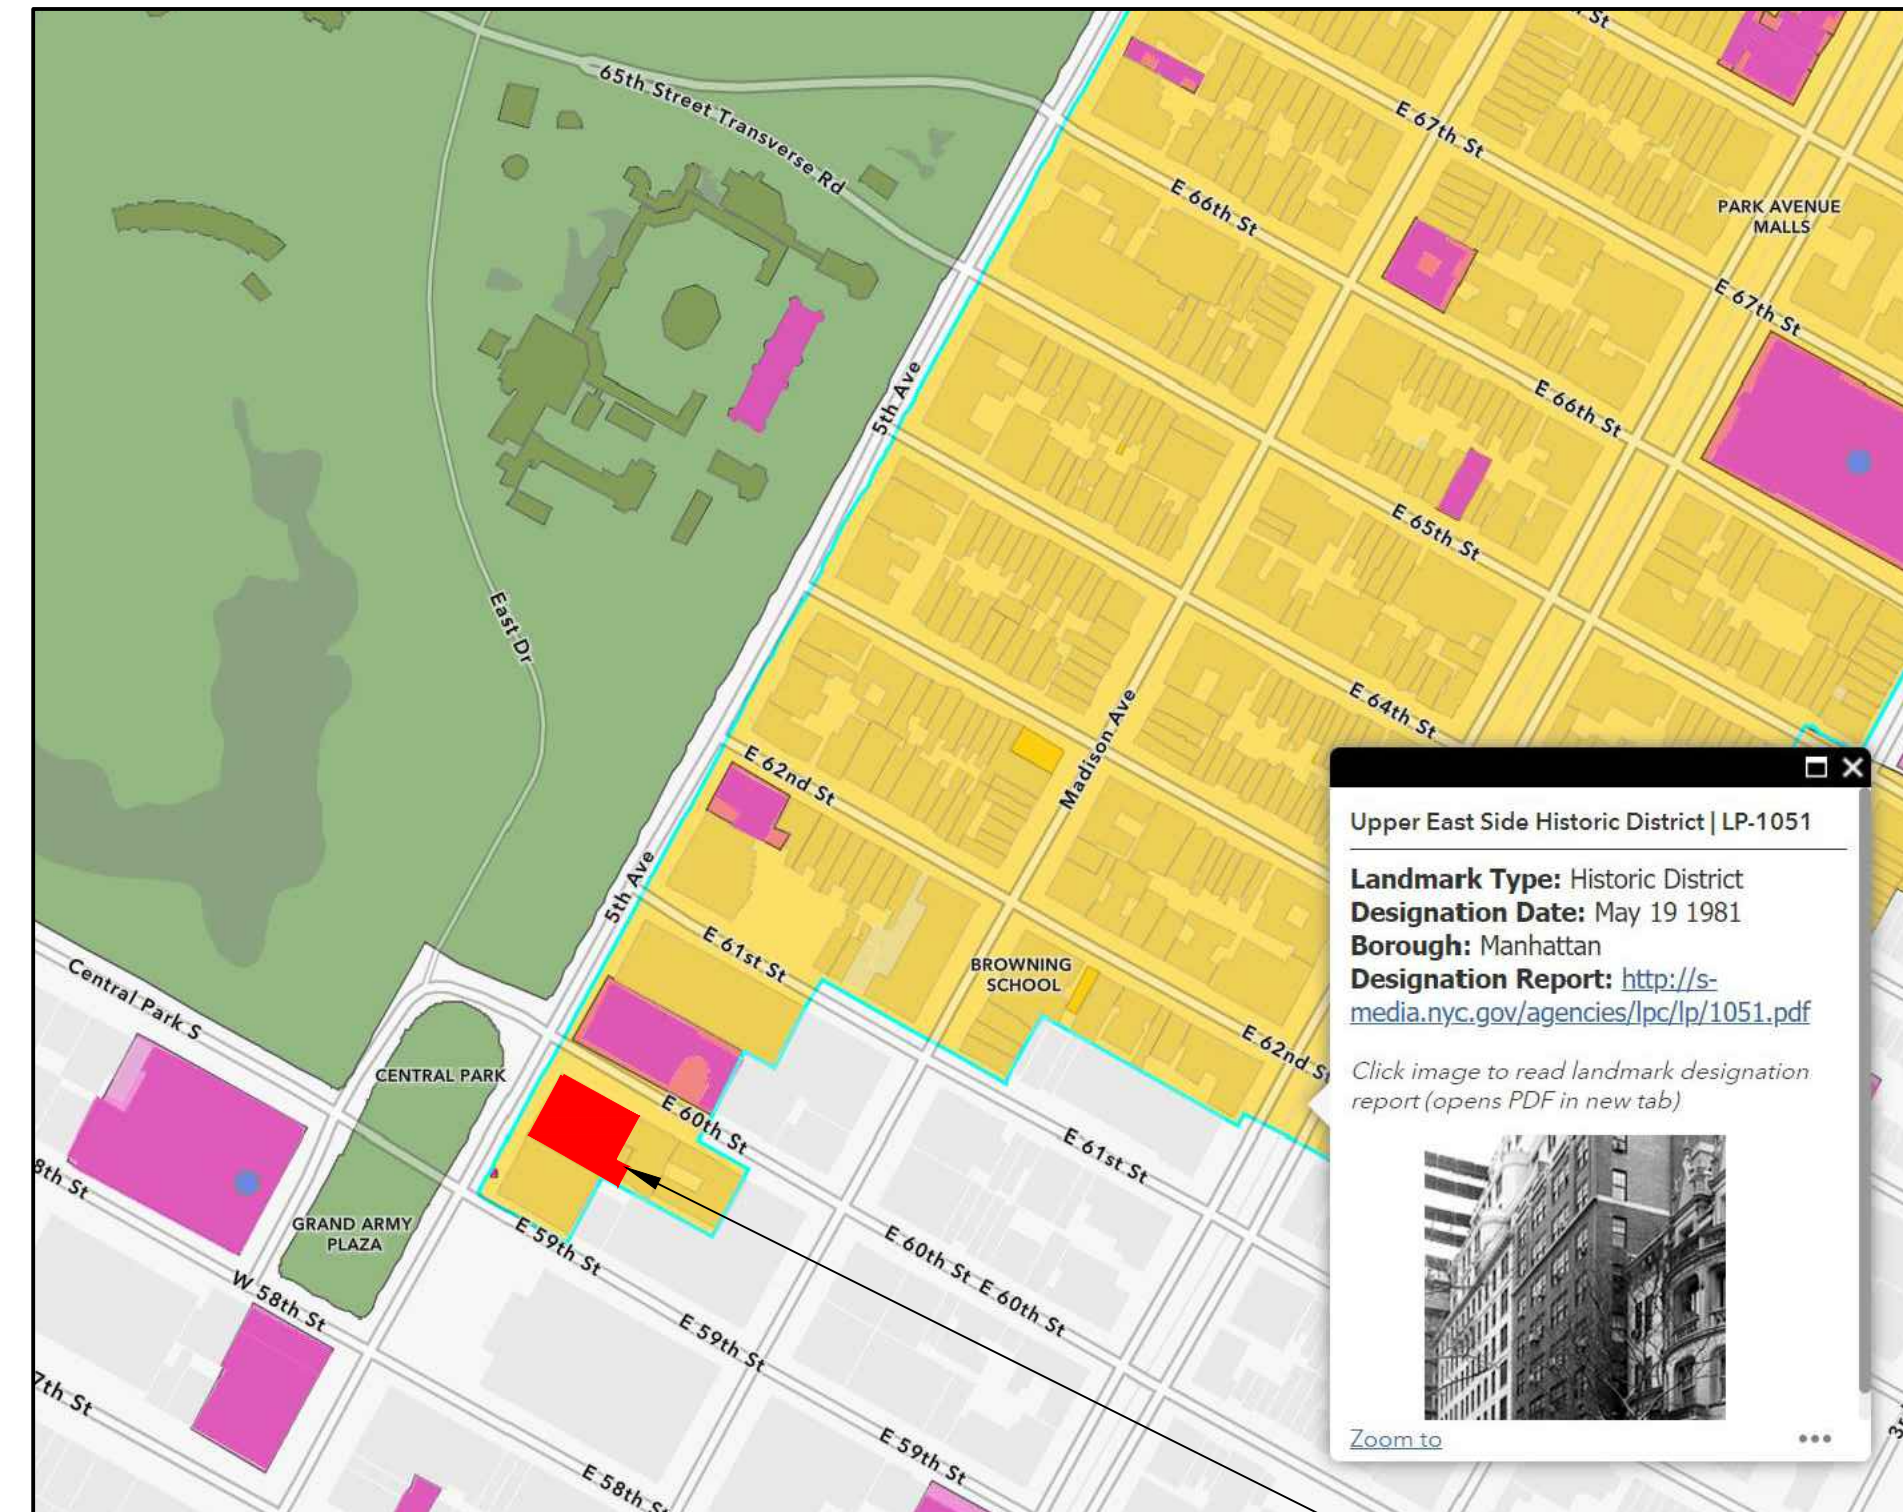 St
65th Street Transverse Rd
E 67th St
E 66th St
PARK AVENUE
MALLS
E 67th St
5th Ave
E 66th St
E 65th St
East Dr
E 64th St
Madison Ave
E 62nd St
5th Ave
E 61st St
BROWNING
SCHOOL
Central Park S
E 62nd St
CENTRAL PARK
E 60th St
E 61st St
8th St
GRAND ARMY
PLAZA
E 59th St
E 60th St
E 60th St
W 58th St
E 59th St
7th St
E 59th St
E 58th St
Upper East Side Historic District | LP-1051
Landmark Type: Historic District
Designation Date: May 19 1981
Borough: Manhattan
Designation Report: http://s-
media.nyc.gov/agencies/lpc/lp/1051.pdf
Click image to read landmark designation
report (opens PDF in new tab)
Zoom to